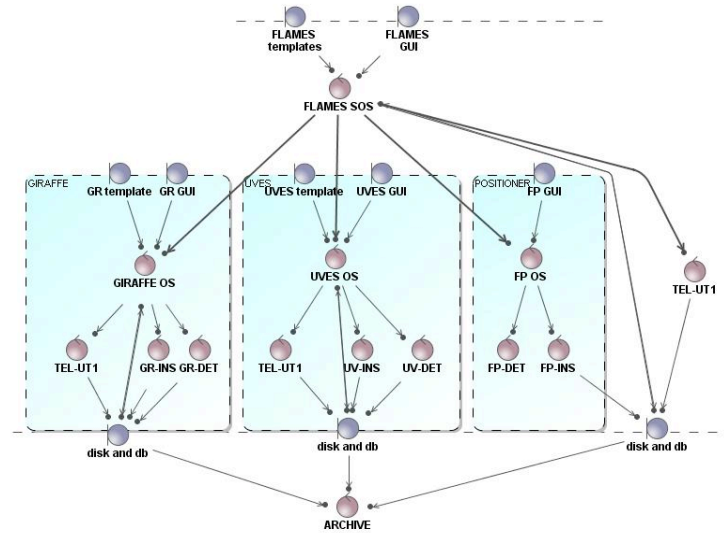 FLAMES
templates
FLAMES
GUI
FLAMES SOS
GIRAFFE
GR template
GR GUI
UVES
UVES template
UVES GUI
POSITIONER
FP GUI
GIRAFFE OS
UVES OS
FP OS
TEL-UT1
TEL-UT1
GR-INS
GR-DET
TEL-UT1
UV-INS
UV-DET
FP-DET
FP-INS
disk and db
disk and db
disk and db
ARCHIVE